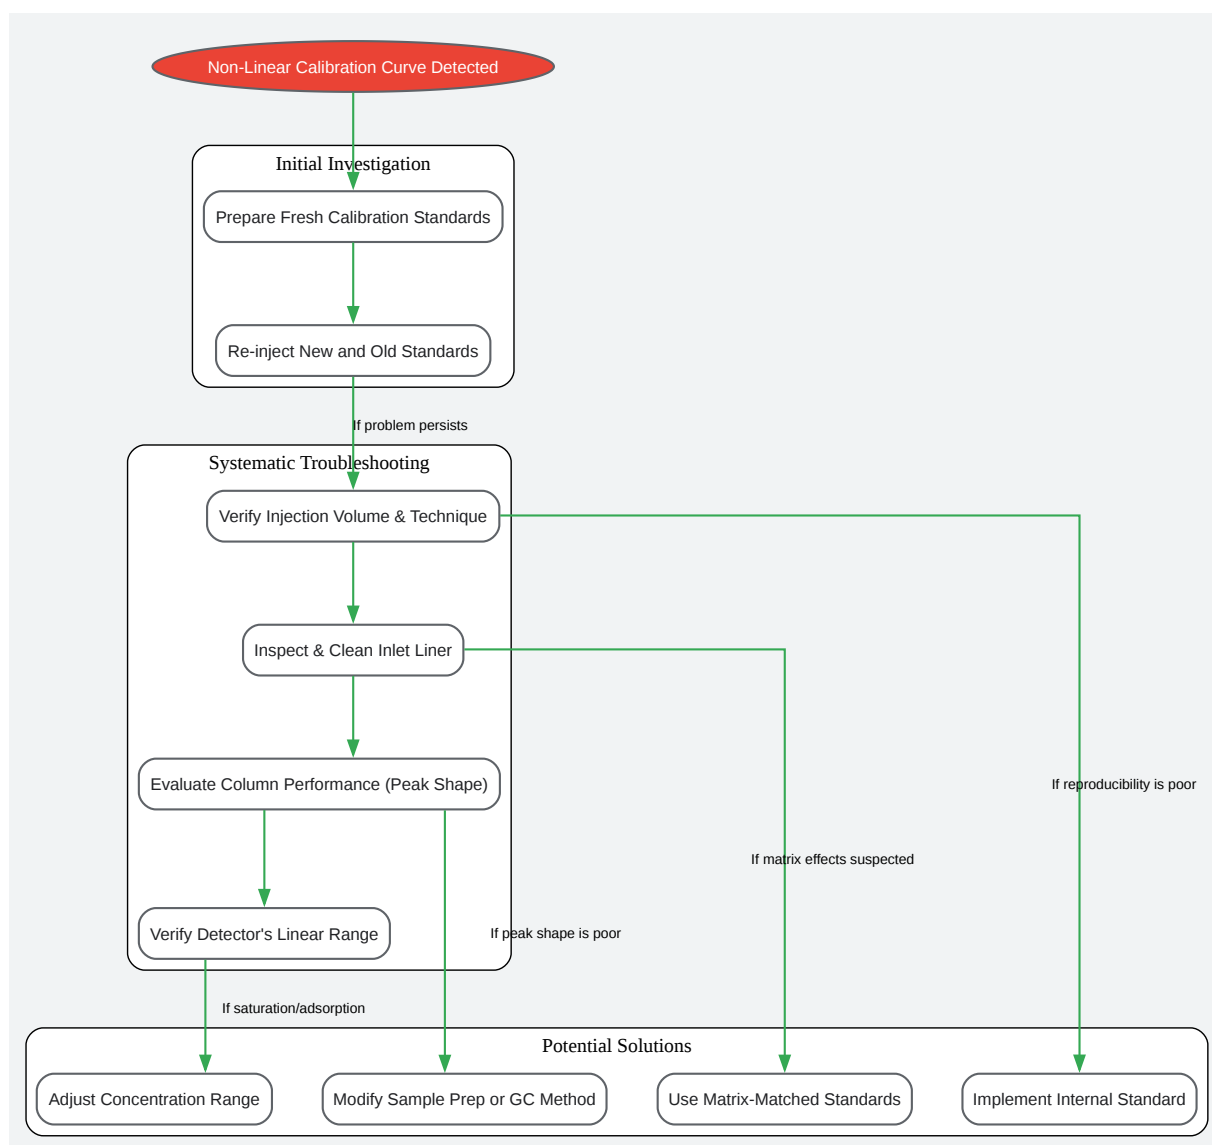 Non-Linear Calibration Curve Detected
Initial Investigation
Prepare Fresh Calibration Standards
Re-inject New and Old Standards
If problem persists
Systematic Troubleshooting
Verify Injection Volume & Technique
Inspect & Clean Inlet Liner
Evaluate Column Performance (Peak Shape)
If reproducibility is poor
If matrix effects suspected
Verify Detector's Linear Range
If peak shape is poor
If saturation/adsorption
Potential Solutions
Adjust Concentration Range
Modify Sample Prep or GC Method
Use Matrix-Matched Standards
Implement Internal Standard